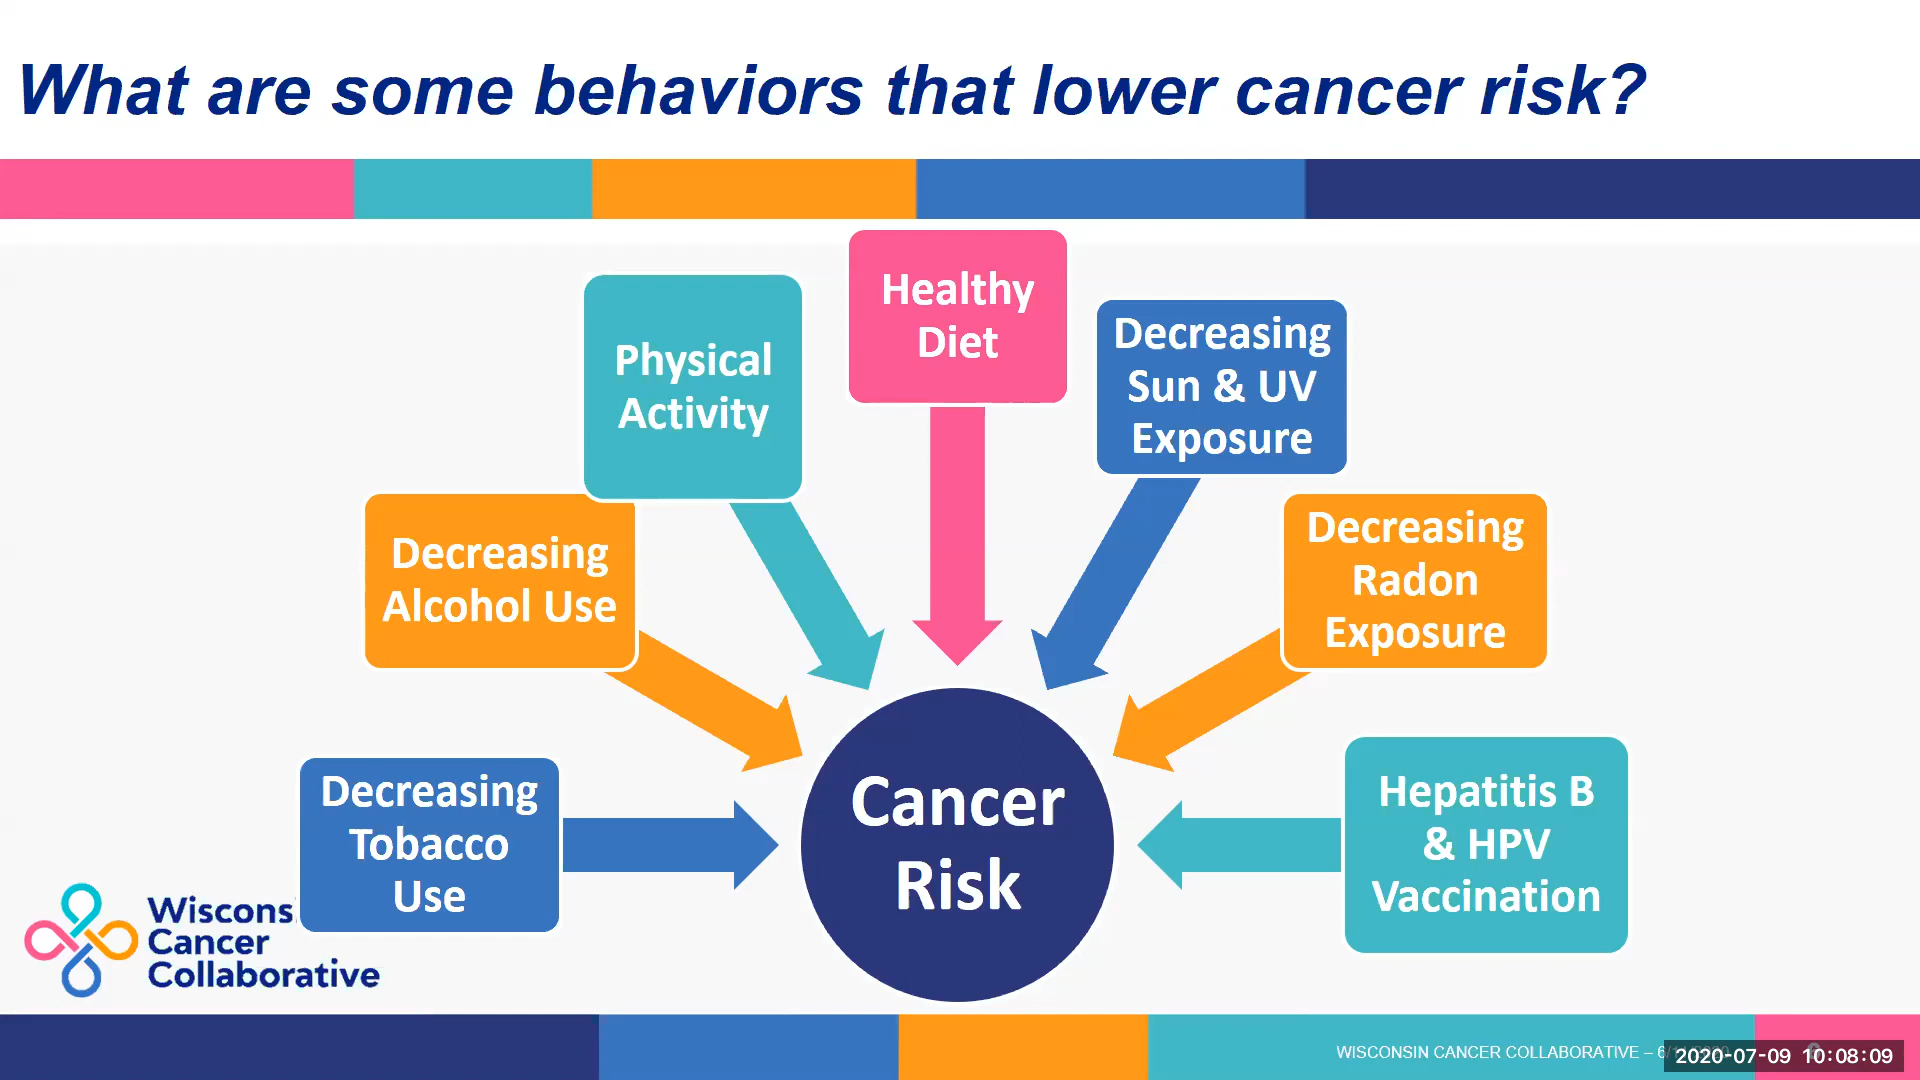 What are some behaviors that lower cancer risk?
Healthy
Diet
Physical
Activity
Decreasing
Sun & UV
Exposure
Decreasing
Alcohol Use
Decreasing
Radon
Exposure
Decreasing
Tobacco
Use
Cancer
Risk
Hepatitis B
& HPV
Vaccination
Wiscons
Cancer
Collaborative
WISCONSIN CANCER COLLABORATIVE –
2020-07-09 10:08:09